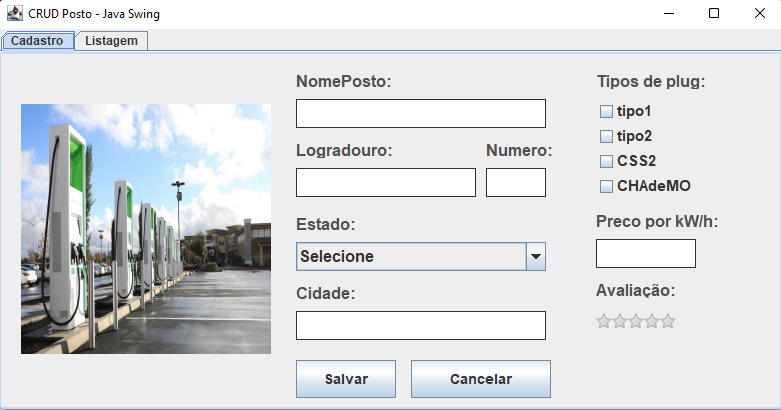 CRUD Posto - Java Swing
Cadastro Listagem
NomePosto:
Logradouro: Numero:
Estado:
Selecione
Cidade:
Salvar Cancelar
Tipos de plug:
tipo1
tipo2
CSS2
CHAdeMO
Preco por kW/h:
Avaliação: